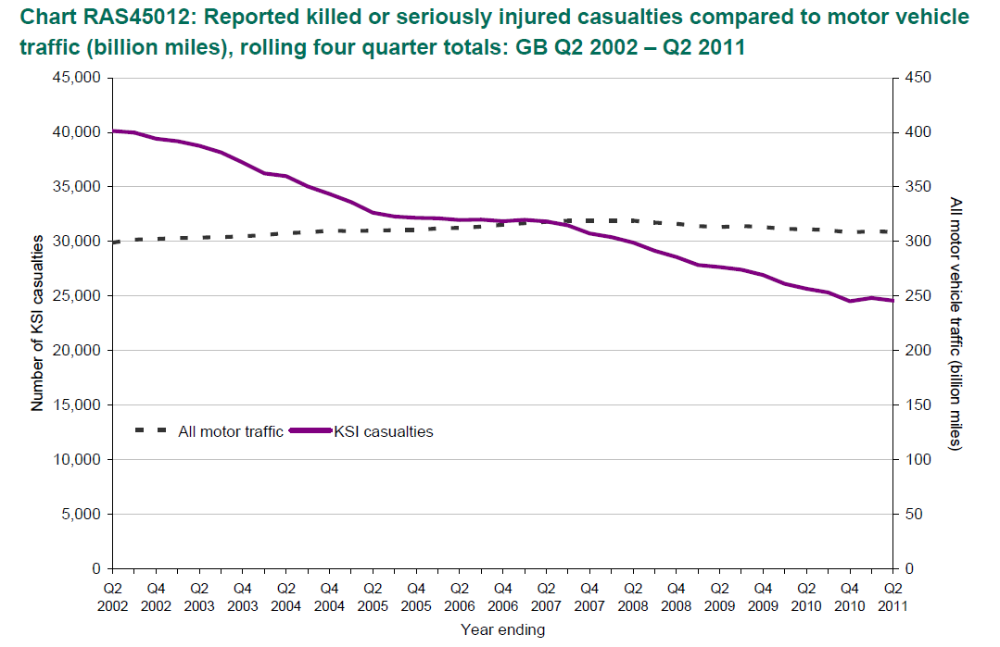 Chart RAS45012: Reported killed or seriously injured casualties compared to motor vehicle
traffic (billion miles), rolling four quarter totals: GB Q2 2002 – Q2 2011
Number of KSI casualties
45,000
40,000
35,000
30,000
25,000
20,000
15,000
10,000
5,000
0
All motor traffic KSI casualties
450
400
350
300
250
200
150
100
50
0
All motor vehicle traffic (billion miles)
Q2 Q4 Q2 Q4 Q2 Q4 Q2 Q4 Q2 Q4 Q2 Q4 Q2 Q4 Q2 Q4 Q2 Q4 Q2
2002 2002 2003 2003 2004 2004 2005 2005 2006 2006 2007 2007 2008 2008 2009 2009 2010 2010 2011
Year ending